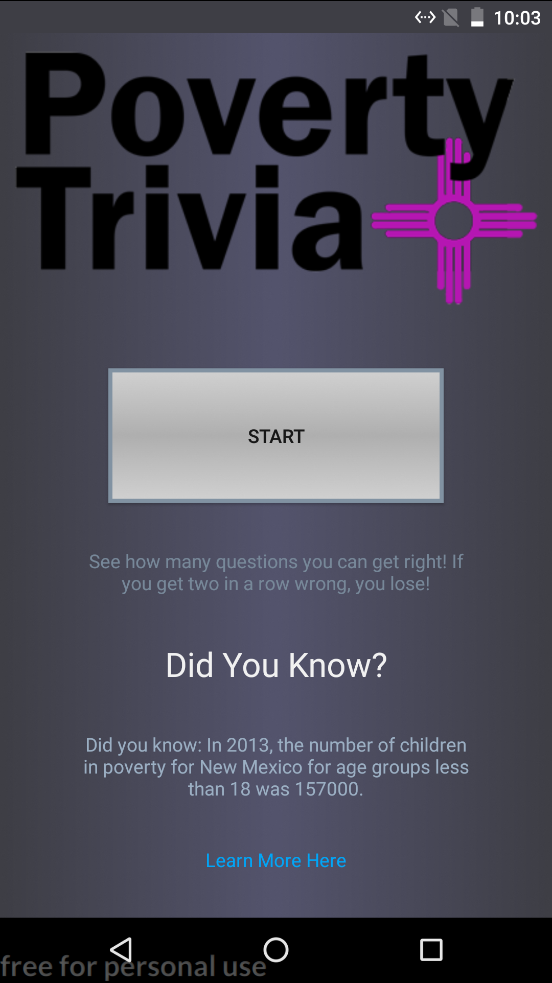 10:03
Poverty
Trivia
START
See how many questions you can get right! If
you get two in a row wrong, you lose!
Did You Know?
Did you know: In 2013, the number of children
in poverty for New Mexico for age groups less
than 18 was 157000.
Learn More Here
free for personal use